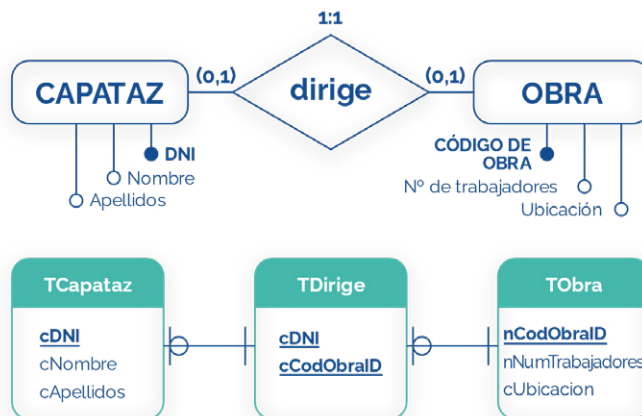 1:1
CAPATAZ
(0,1)
dirige
(0,1)
OBRA
DNI
Nombre
Apellidos
CÓDIGO DE
OBRA
Nº de trabajadores
Ubicación
TCapataz
cDNI
cNombre
cApellidos
TDirige
cDNI
cCodObraID
TObra
nCodObraID
nNumTrabajadores
cUbicacion